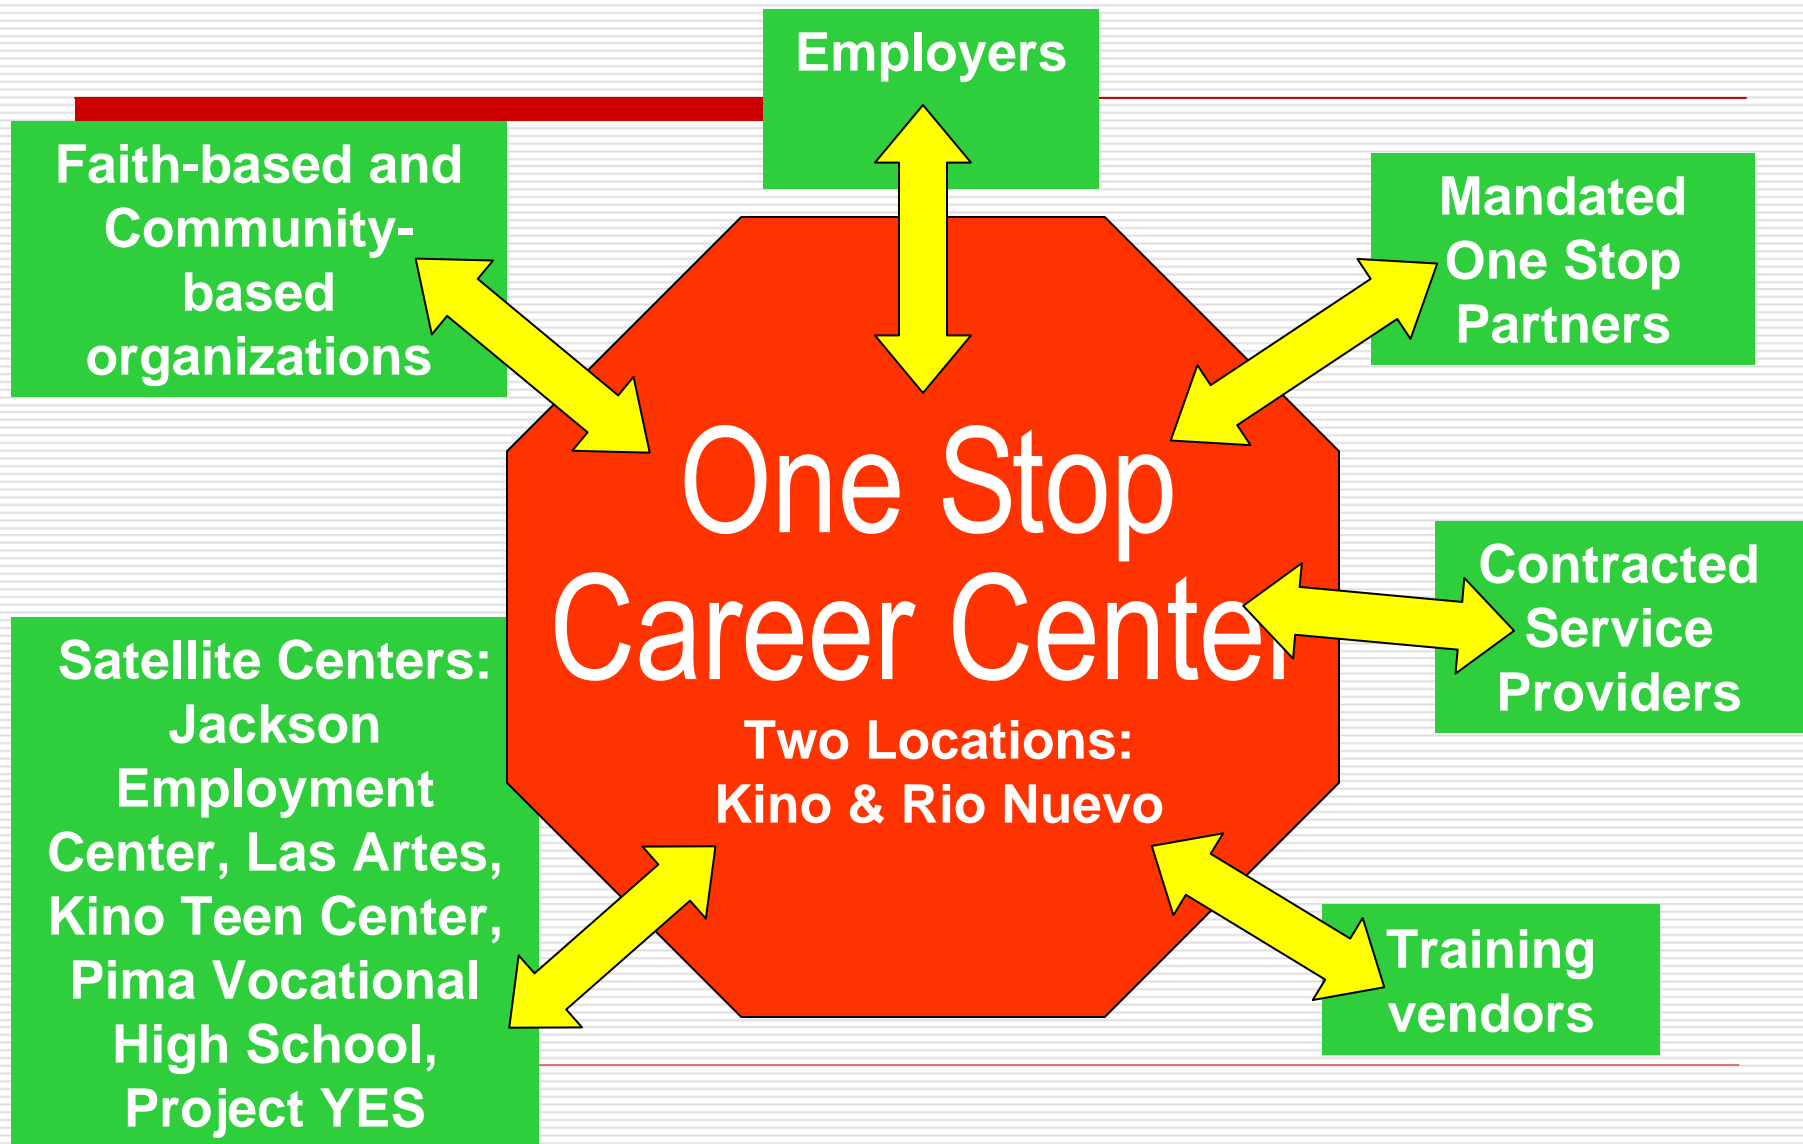 Employers
Faith-based and
Community-
based
organizations
Mandated
One Stop
Partners
One Stop
Career Center
Two Locations:
Kino & Rio Nuevo
Contracted
Service
Providers
Satellite Centers:
Jackson
Employment
Center, Las Artes,
Kino Teen Center,
Pima Vocational
High School,
Project YES
Training
vendors